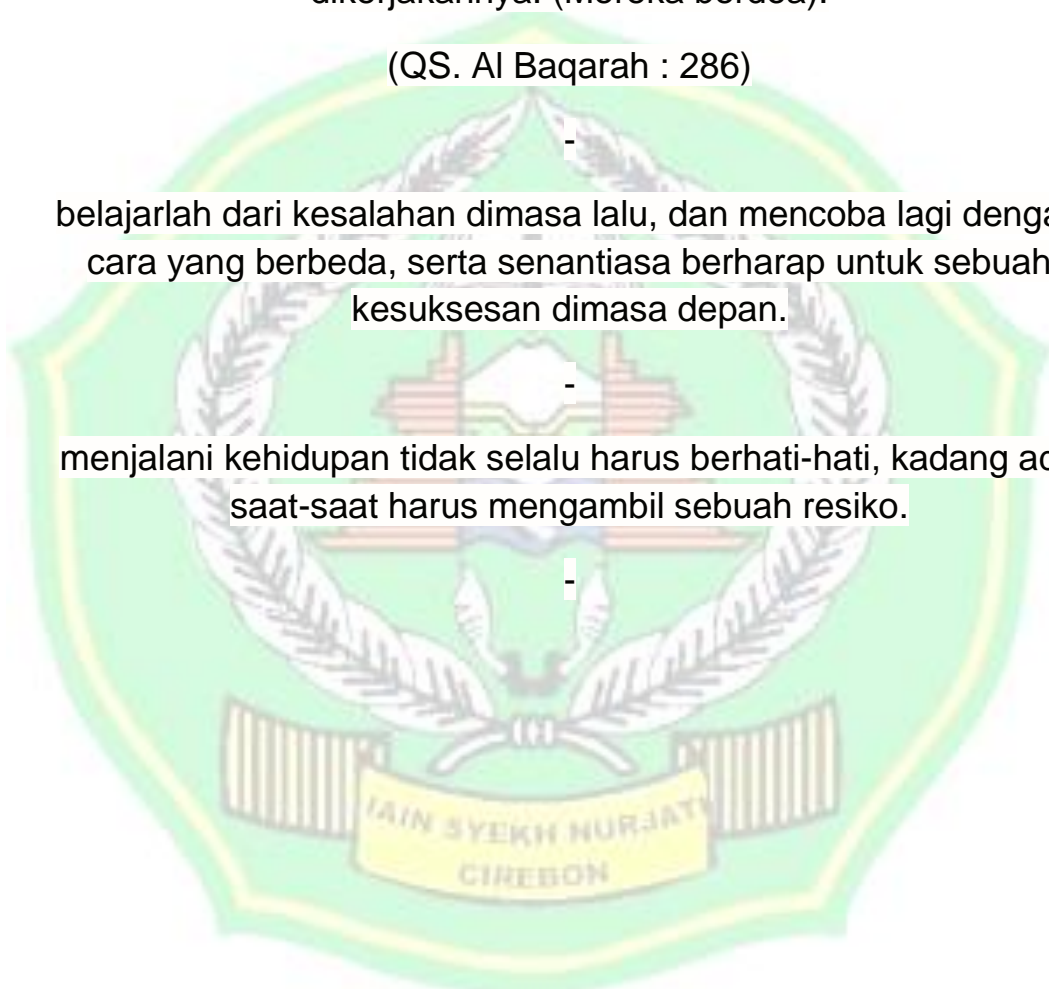 (QS. Al Baqarah : 286)
-
belajarlah dari kesalahan dimasa lalu, dan mencoba lagi
cara yang berbeda, serta senantiasa berharap untuk sebuah
kesuksesan dimasa depan.
-
menjalani kehidupan tidak selalu harus berhati-hati, kadang
saat-saat harus mengambil sebuah resiko.
-
IAIN SYEKH NURJATI
CIREBON